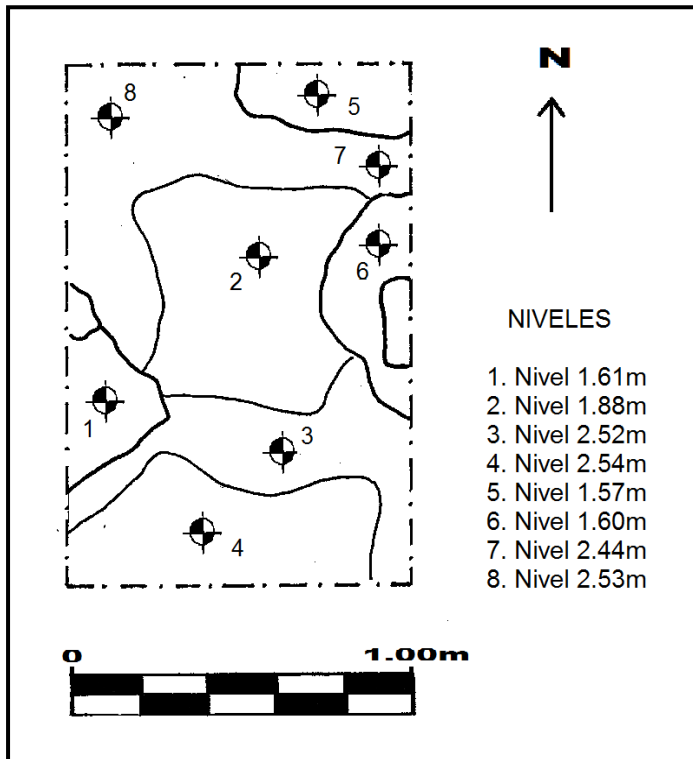 N
8
5
7
2
6
1
3
4
NIVELES
1. Nivel 1.61m
2. Nivel 1.88m
3. Nivel 2.52m
4. Nivel 2.54m
5. Nivel 1.57m
6. Nivel 1.60m
7. Nivel 2.44m
8. Nivel 2.53m
0 1.00m